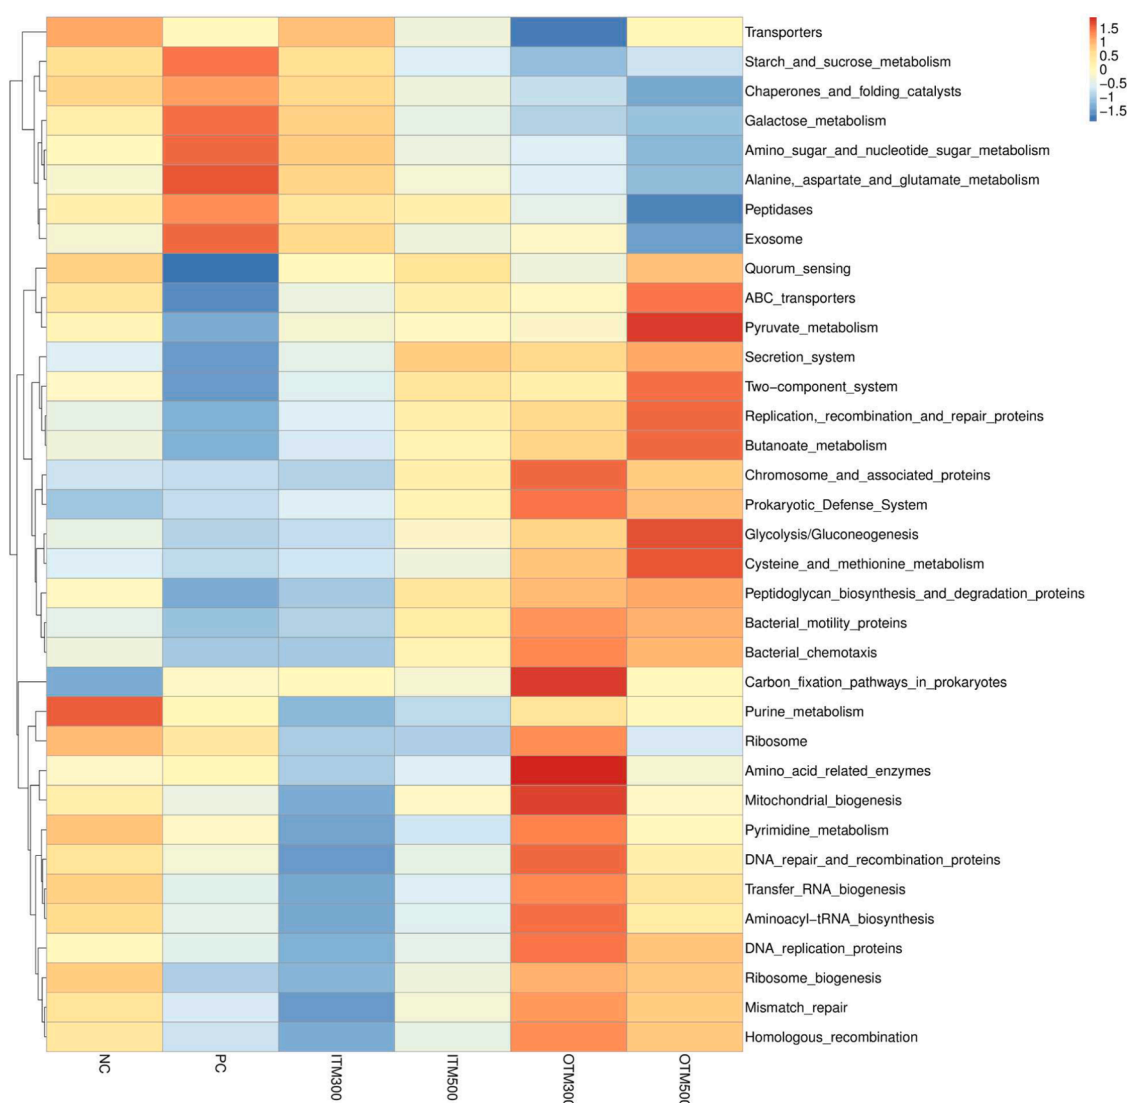 Transporters
Starch_and_sucrose_metabolism
Chaperones_and_folding_catalysts
Galactose_metabolism
Amino_sugar_and_nucleotide_sugar_metabolism
Alanine,_aspartate_and_glutamate_metabolism
Peptidases
Exosome
Quorum_sensing
ABC_transporters
Pyruvate_metabolism
Secretion_system
Two−component_system
Replication,_recombination_and_repair_proteins
Butanoate_metabolism
Chromosome_and_associated_proteins
Prokaryotic_Defense_System
Glycolysis/Gluconeogenesis
Cysteine_and_methionine_metabolism
Peptidoglycan_biosynthesis_and_degradation_proteins
Bacterial_motility_proteins
Bacterial_chemotaxis
Carbon_fixation_pathways_in_prokaryotes
Purine_metabolism
Ribosome
Amino_acid_related_enzymes
Mitochondrial_biogenesis
Pyrimidine_metabolism
DNA_repair_and_recombination_proteins
Transfer_RNA_biogenesis
Aminoacyl−tRNA_biosynthesis
DNA_replication_proteins
Ribosome_biogenesis
Mismatch_repair
Homologous_recombination
NC
PC
ITM300
ITM500
OTM300
OTM500
1.5
1
0.5
0
−0.5
−1
−1.5